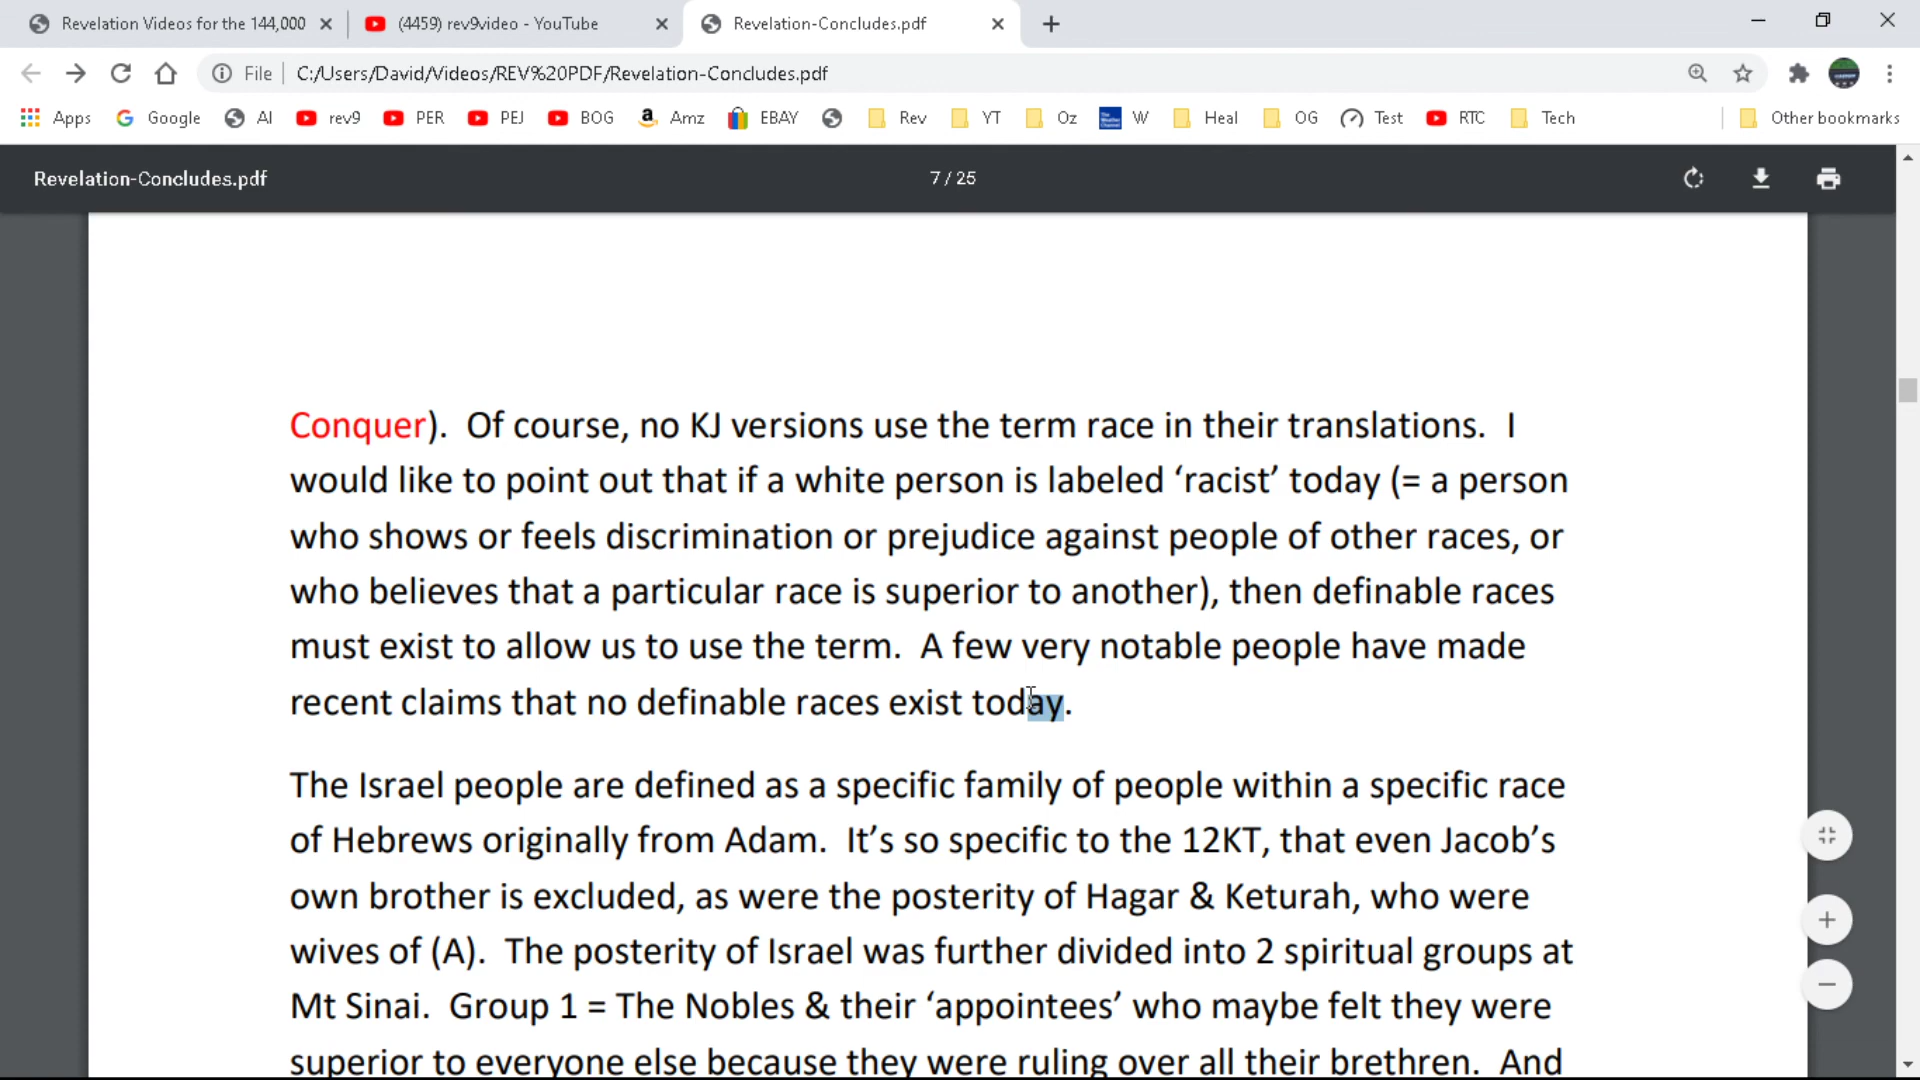 Revelation Videos for the 144,000
(4459) rev9video - YouTube
Revelation-Concludes.pdf
File
C:/Users/David/Videos/REV%20PDF/Revelation-Concludes.pdf
Apps
Google
AI
rev9
PER
PEJ
BOG
Amz
EBAY
Rev
YT
Oz
W
Heal
OG
Test
RTC
Tech
Other bookmarks
Revelation-Concludes.pdf
7 / 25
Conquer). Of course, no KJ versions use the term race in their translations. I
would like to point out that if a white person is labeled ‘racist’ today (= a person
who shows or feels discrimination or prejudice against people of other races, or
who believes that a particular race is superior to another), then definable races
must exist to allow us to use the term. A few very notable people have made
recent claims that no definable races exist today.
The Israel people are defined as a specific family of people within a specific race
of Hebrews originally from Adam. It’s so specific to the 12KT, that even Jacob’s
own brother is excluded, as were the posterity of Hagar & Keturah, who were
wives of (A). The posterity of Israel was further divided into 2 spiritual groups at
Mt Sinai. Group 1 = The Nobles & their ‘appointees’ who maybe felt they were
superior to everyone else because they were ruling over all their brethren. And